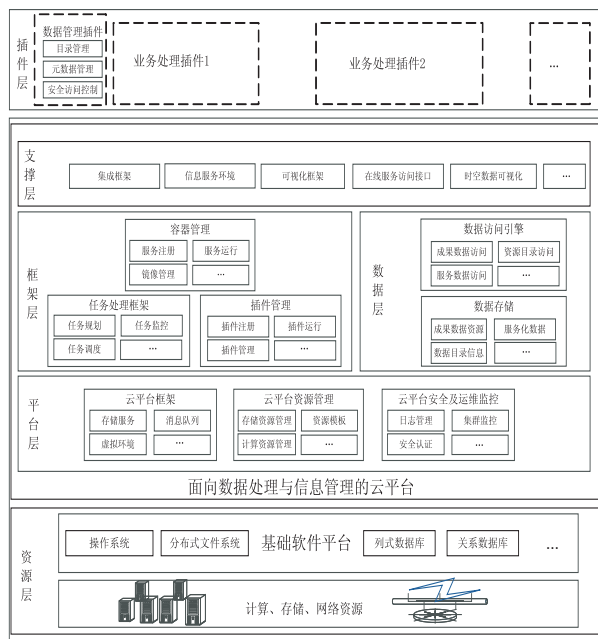 插件层
数据管理插件
目录管理
元数据管理
安全访问控制
业务处理插件1
业务处理插件2
...
支撑层
集成框架
信息服务环境
可视化框架
在线服务访问接口
时空数据可视化
...
框架层
容器管理
服务注册
服务运行
镜像管理
...
任务处理框架
任务规划
任务监控
任务调度
...
插件管理
插件注册
插件运行
插件管理
...
数据层
数据访问引擎
成果数据访问
资源目录访问
服务数据访问
...
数据存储
成果数据资源
服务化数据
数据目录信息
...
平台层
云平台框架
存储服务
消息队列
虚拟环境
...
云平台资源管理
存储资源管理
资源模板
计算资源管理
...
云平台安全及运维监控
日志管理
集群监控
安全认证
...
面向数据处理与信息管理的云平台
资源层
操作系统
分布式文件系统
基础软件平台
列式数据库
关系数据库
...
计算、存储、网络资源